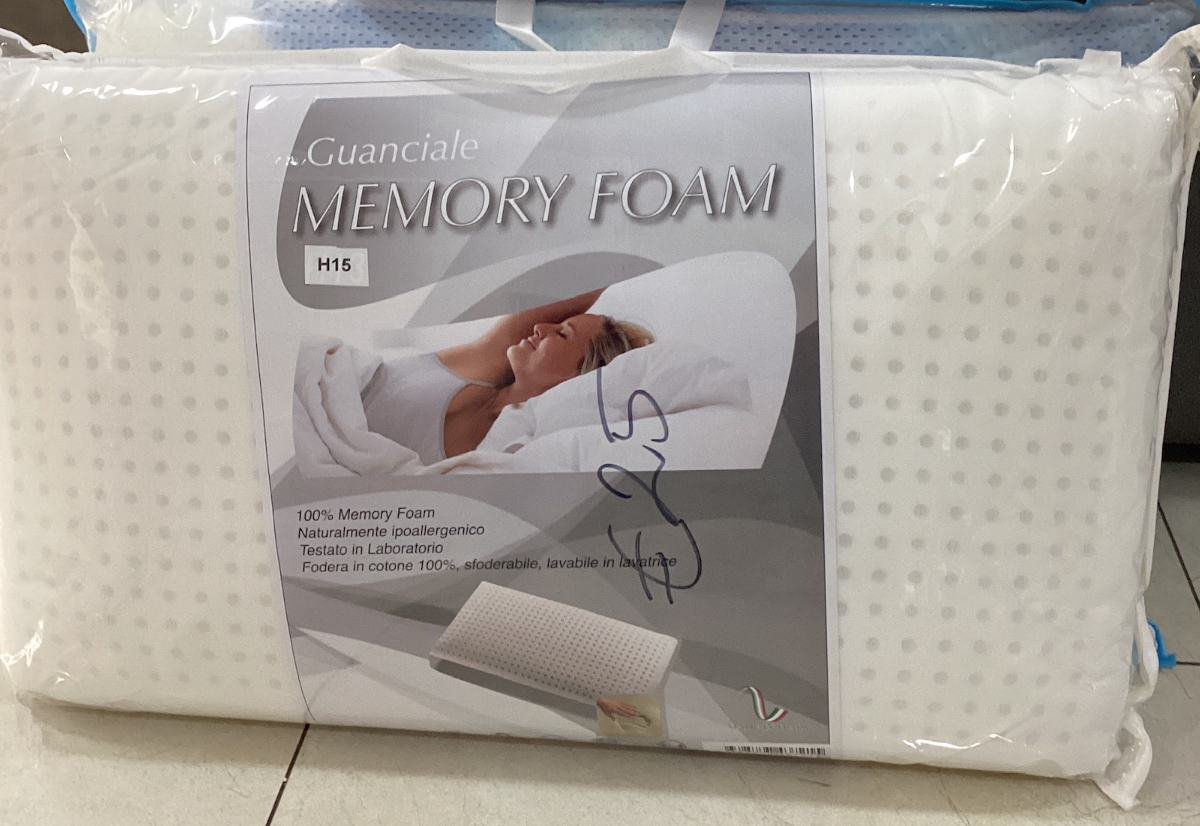 Guanciale
MEMORY FOAM
H15
€25
100% Memory Foam
Naturalmente ipoallergenico
Testato in Laboratorio
Fodera in cotone 100%, sfoderabile, lavabile in lavatrice